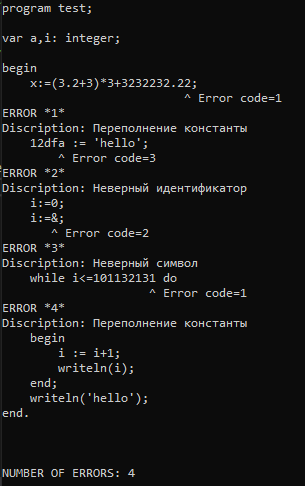 program test;
var a,i: integer;
begin
x:=(3.2+3)*3+3232232.22;
^ Error code=1
ERROR *1*
Discription: Переполнение константы
12dfa := 'hello';
^ Error code=3
ERROR *2*
Discription: Неверный идентификатор
i:=0;
i:=&;
^ Error code=2
ERROR *3*
Discription: Неверный символ
while i<=101132131 do
^ Error code=1
ERROR *4*
Discription: Переполнение константы
begin
i := i+1;
writeln(i);
end;
writeln('hello');
end.
NUMBER OF ERRORS: 4